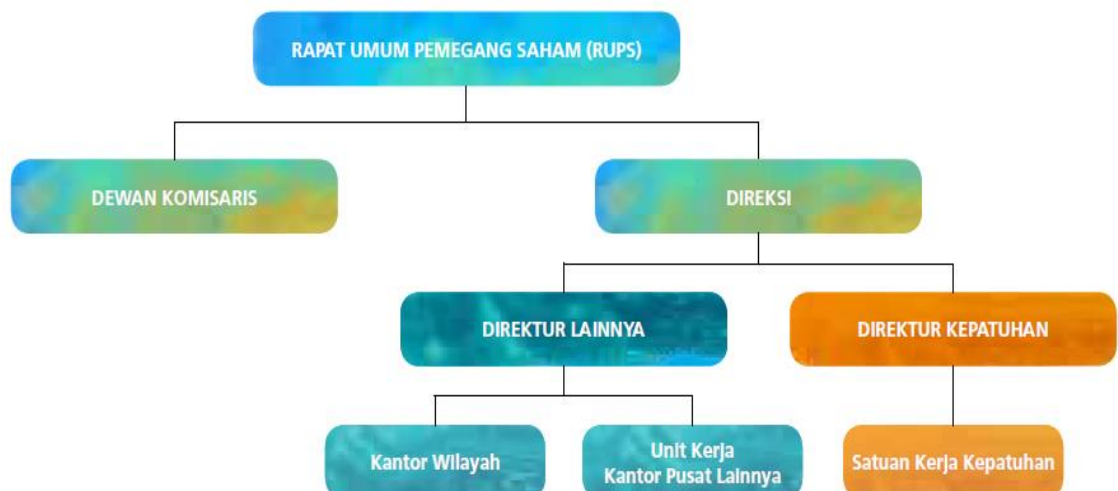 RAPAT UMUM PEMEGANG SAHAM (RUPS)
DEWAN KOMISARIS
DIREKSI
DIREKTUR LAINNYA
DIREKTUR KEPATUHAN
Kantor Wilayah
Unit Kerja
Kantor Pusat Lainnya
Satuan Kerja Kepatuhan